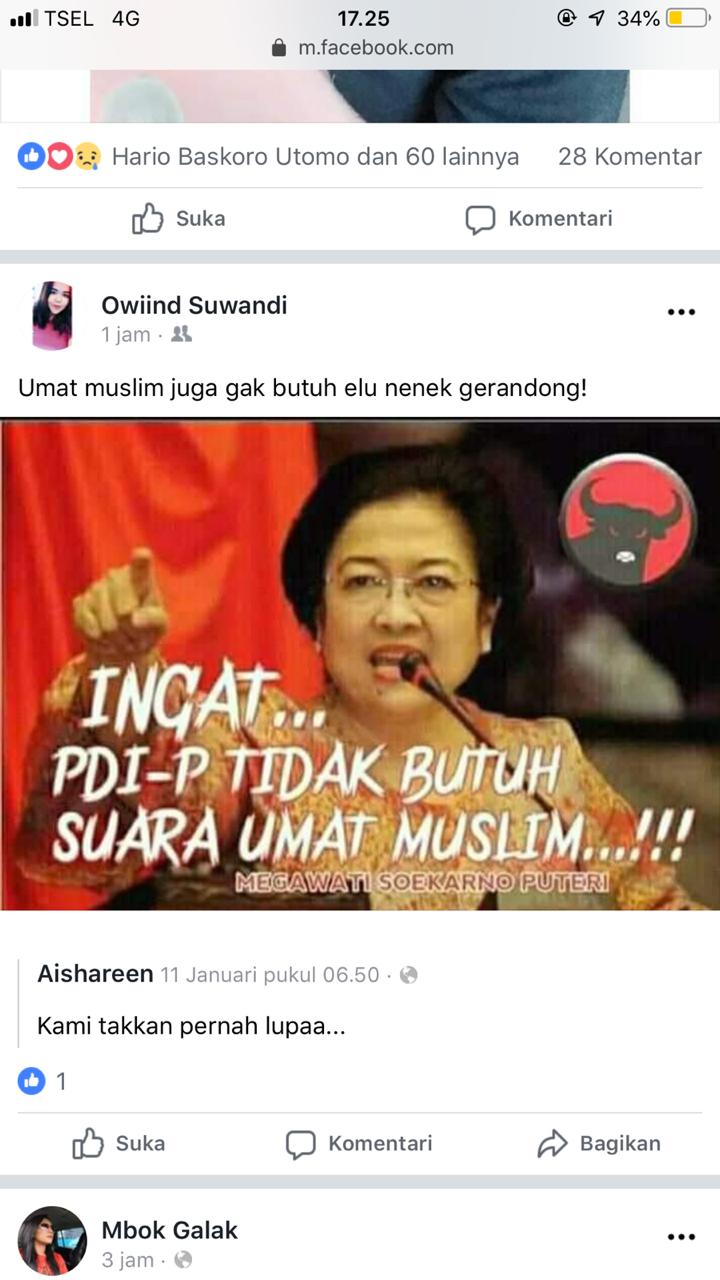 TSEL 4G 17.25 34%
m.facebook.com
Hario Baskoro Utomo dan 60 lainnya 28 Komentar
Suka Komentari
Owiind Suwandi
1 jam ·
Umat muslim juga gak butuh elu nenek gerandong!
INGAT...
PDI-P TIDAK BUTUH
SUARA UMAT MUSLIM...!!!
MEGAWATI SOEKARNO PUTERI
Aishareen 11 Januari pukul 06.50 ·
Kami takkan pernah lupaa...
1
Suka Komentari Bagikan
Mbok Galak
3 jam ·